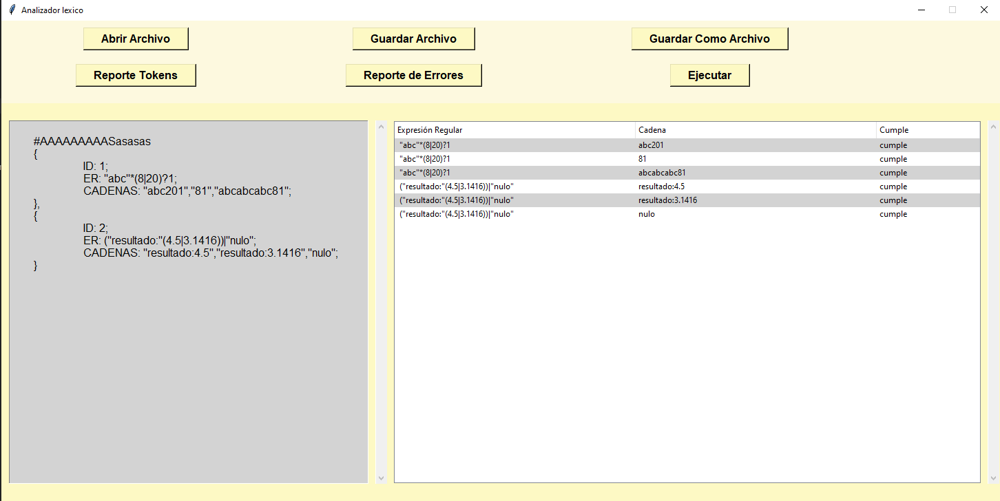 Analizador lexico
Abrir Archivo Guardar Archivo Guardar Como Archivo
Reporte Tokens Reporte de Errores Ejecutar
#AAAAAAAAASasasas
{
ID: 1;
ER: "abc"*(8|20)?1;
CADENAS: "abc201","81","abcabcabc81";
},
{
ID: 2;
ER: ("resultado:"(4.5|3.1416))|"nulo";
CADENAS: "resultado:4.5","resultado:3.1416","nulo";
}
Expresión Regular Cadena Cumple
"abc"*(8|20)?1 abc201 cumple
"abc"*(8|20)?1 81 cumple
"abc"*(8|20)?1 abcabcabc81 cumple
("resultado:"(4.5|3.1416))|"nulo" resultado:4.5 cumple
("resultado:"(4.5|3.1416))|"nulo" resultado:3.1416 cumple
("resultado:"(4.5|3.1416))|"nulo" nulo cumple